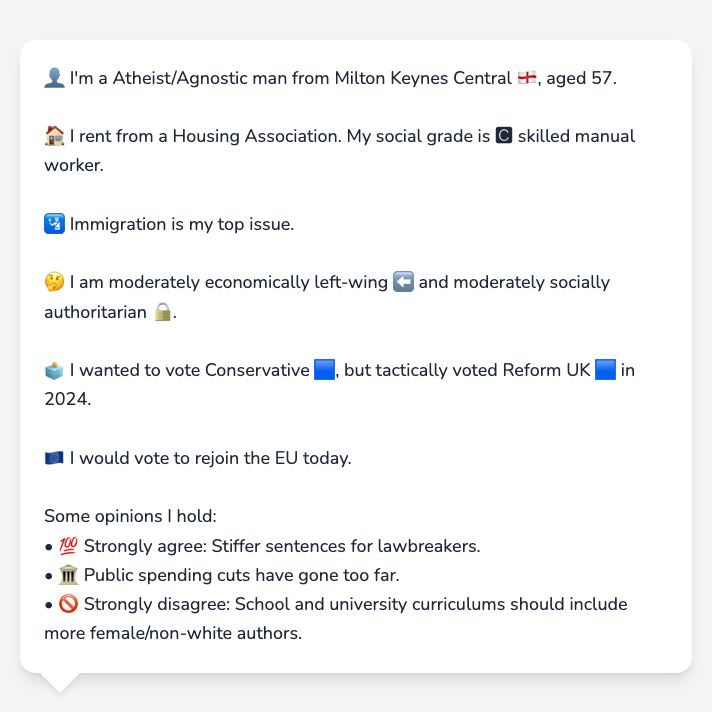 👤 I'm a Atheist/Agnostic man from Milton Keynes Central 🏴󠁧󠁢󠁥󠁮󠁧󠁿, aged 57.
🏠 I rent from a Housing Association. My social grade is 🅲 skilled manual
worker.
🛂 Immigration is my top issue.
🤔 I am moderately economically left-wing ⬅️ and moderately socially
authoritarian 🔒.
🗳️ I wanted to vote Conservative 🟦, but tactically voted Reform UK 🟦 in
2024.
🇪🇺 I would vote to rejoin the EU today.
Some opinions I hold:
• 💯 Strongly agree: Stiffer sentences for lawbreakers.
• 🏛️ Public spending cuts have gone too far.
• 🚫 Strongly disagree: School and university curriculums should include
more female/non-white authors.